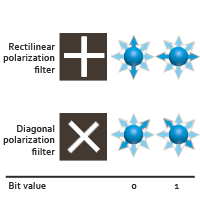 Rectilinear
polarization
filter
Diagonal
polarization
fiilter
Bit value 0 1